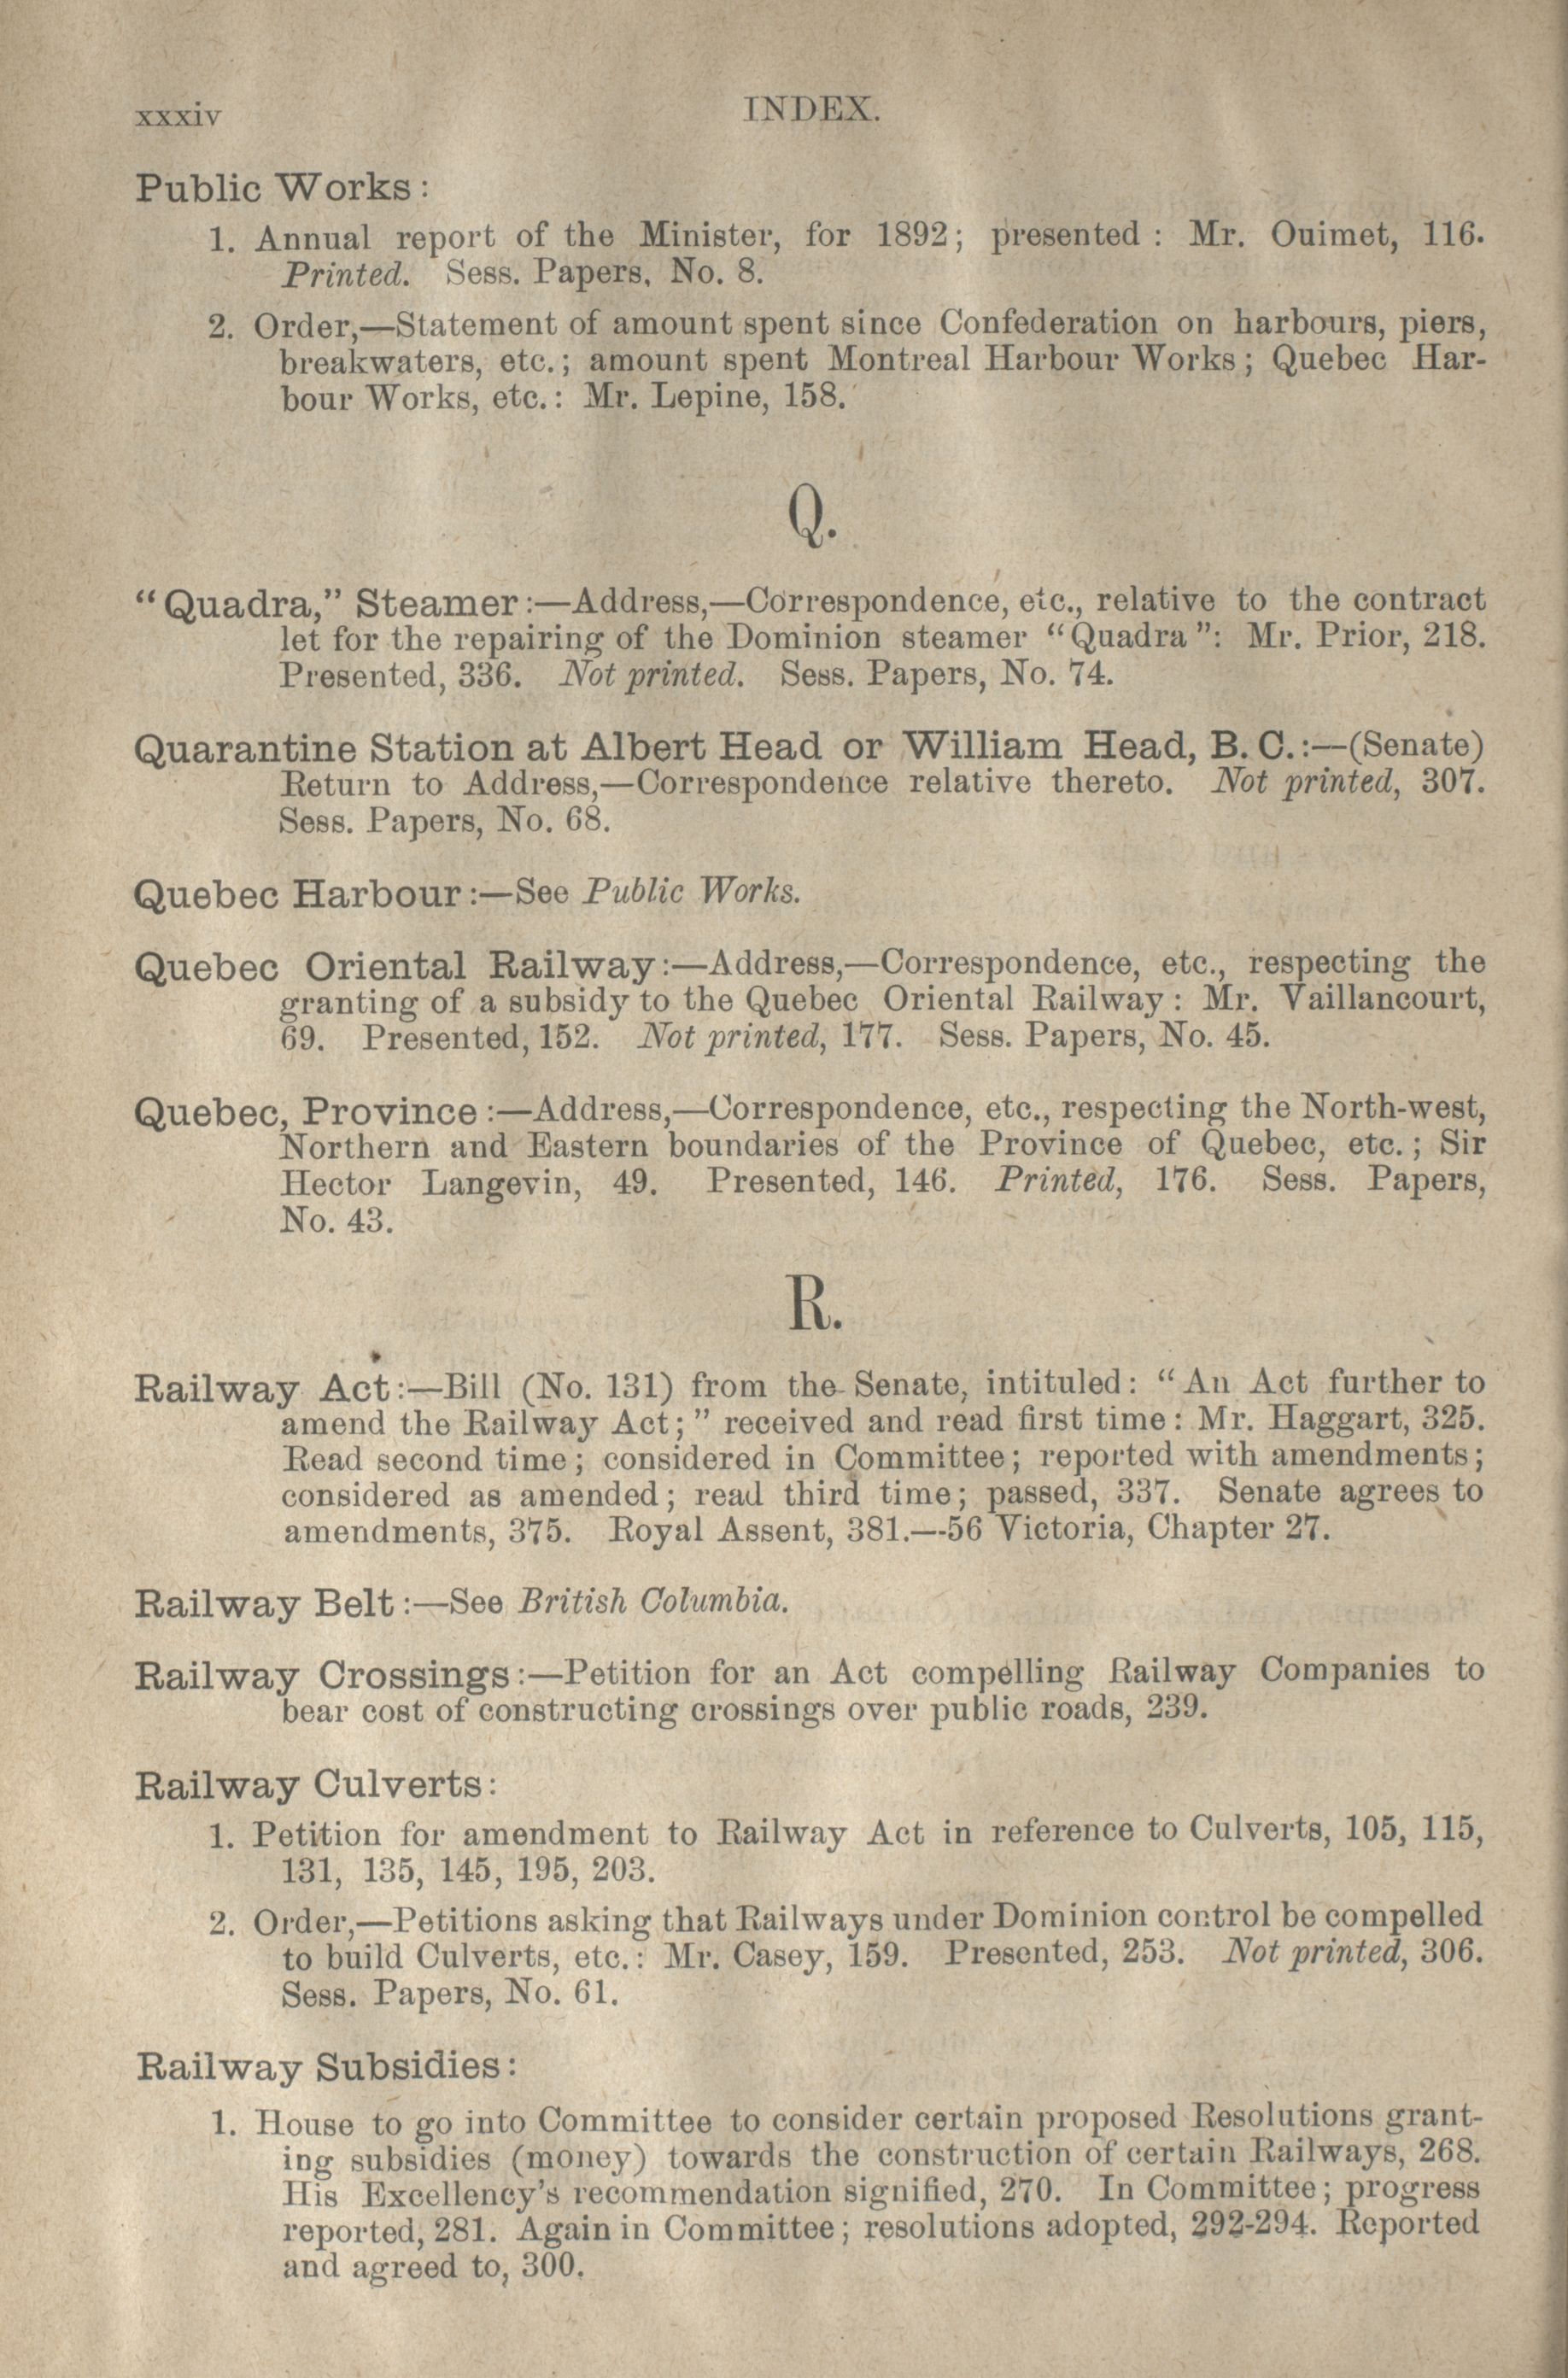 xxxiv
INDEX.
Public Works:
1. Annual report of the Minister, for 1892; presented: Mr. Ouimet, 116.
Printed. Sess. Papers, No. 8.
2. Order,—Statement of amount spent since Confederation on harbours, piers,
breakwaters, etc.; amount spent Montreal Harbour Works; Quebec Har-
bour Works, etc.: Mr. Lepine, 158.
Q.
"Quadra," Steamer:—Address,—Correspondence, etc., relative to the contract
let for the repairing of the Dominion steamer "Quadra": Mr. Prior, 218.
Presented, 336. Not printed. Sess. Papers, No. 74.
Quarantine Station at Albert Head or William Head, B. C.:—(Senate)
Return to Address,—Correspondence relative thereto. Not printed, 307.
Sess. Papers, No. 68.
Quebec Harbour:—See Public Works.
Quebec Oriental Railway:—Address,—Correspondence, etc., respecting the
granting of a subsidy to the Quebec Oriental Railway: Mr. Vaillancourt,
69. Presented, 152. Not printed, 177. Sess. Papers, No. 45.
Quebec, Province:—Address,—Correspondence, etc., respecting the North-west,
Northern and Eastern boundaries of the Province of Quebec, etc.; Sir
Hector Langevin, 49. Presented, 146. Printed, 176. Sess. Papers,
No. 43.
R.
Railway Act:—Bill (No. 131) from the Senate, intituled: "An Act further to
amend the Railway Act;" received and read first time: Mr. Haggart, 325.
Read second time; considered in Committee; reported with amendments;
considered as amended; read third time; passed, 337. Senate agrees to
amendments, 375. Royal Assent, 381.—56 Victoria, Chapter 27.
Railway Belt:—See British Columbia.
Railway Crossings:—Petition for an Act compelling Railway Companies to
bear cost of constructing crossings over public roads, 239.
Railway Culverts:
1. Petition for amendment to Railway Act in reference to Culverts, 105, 115,
131, 135, 145, 195, 203.
2. Order,—Petitions asking that Railways under Dominion control be compelled
to build Culverts, etc.: Mr. Casey, 159. Presented, 253. Not printed, 306.
Sess. Papers, No. 61.
Railway Subsidies:
1. House to go into Committee to consider certain proposed Resolutions grant-
ing subsidies (money) towards the construction of certain Railways, 268.
His Excellency's recommendation signified, 270. In Committee; progress
reported, 281. Again in Committee; resolutions adopted, 292-294. Reported
and agreed to, 300.